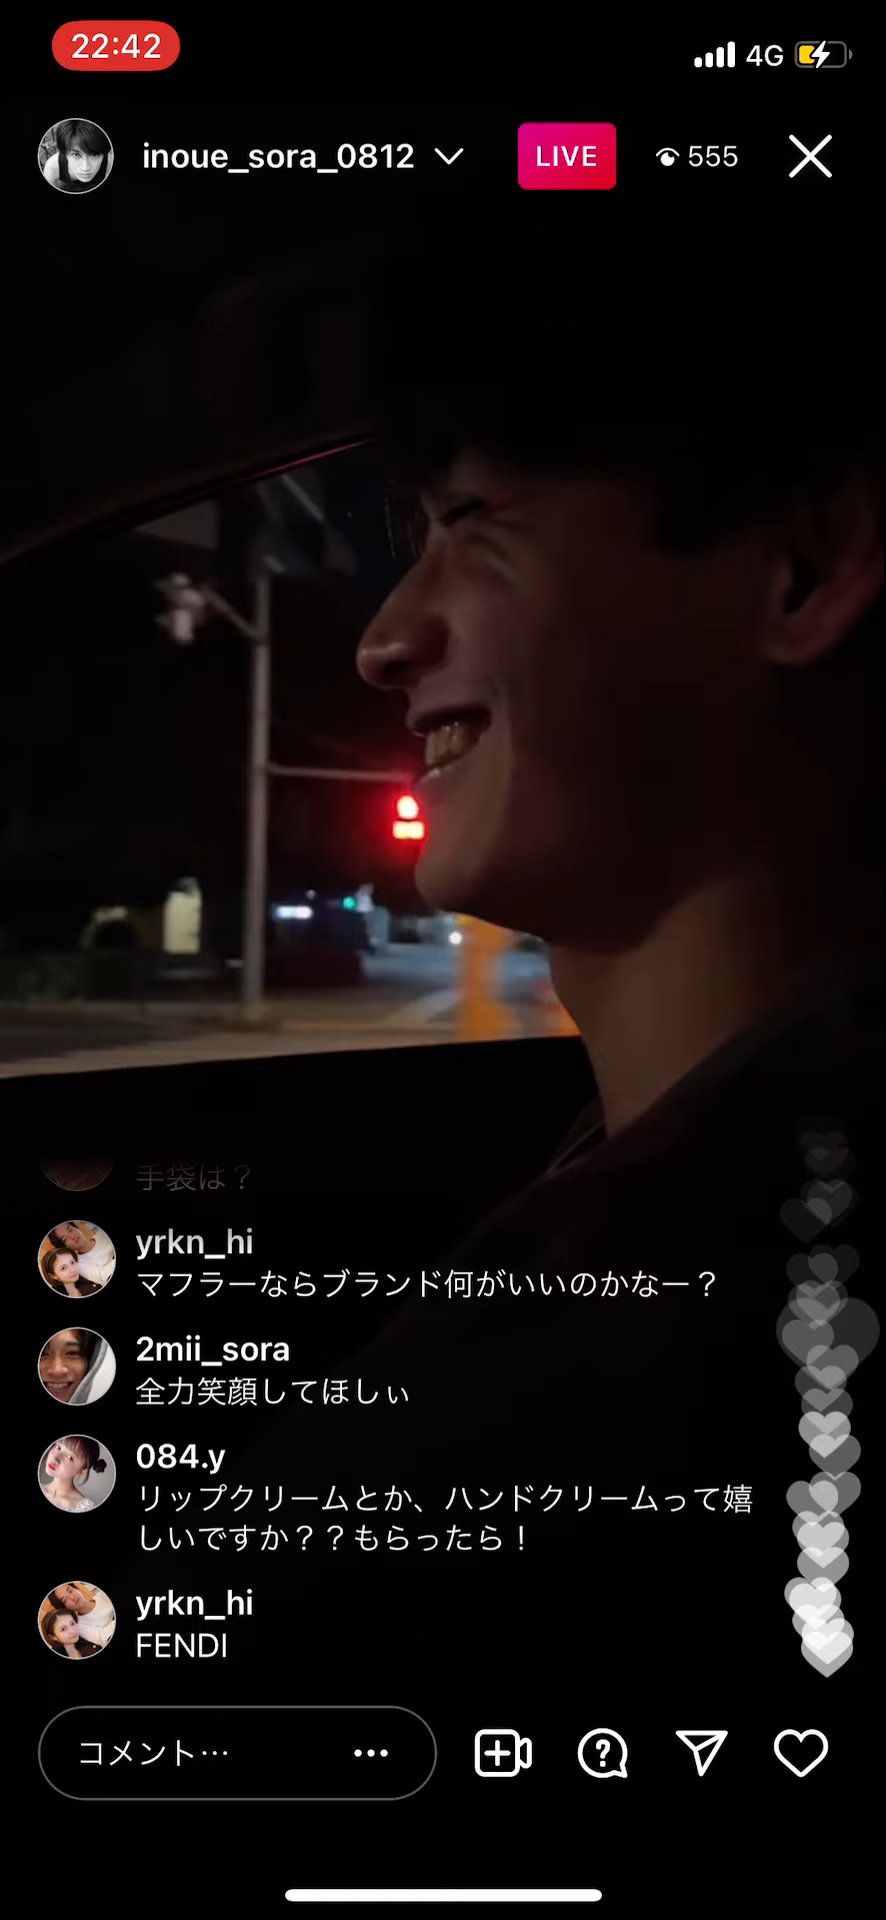 22:42
4G
inoue_sora_0812
LIVE
555
手袋は？
yrkn_hi
マフラーならブランド何がいいのかなー？
2mii_sora
全力笑顔してほしぃ
084.y
リップクリームとか、ハンドクリームって嬉
しいですか？？もらったら！
yrkn_hi
FENDI
コメント…